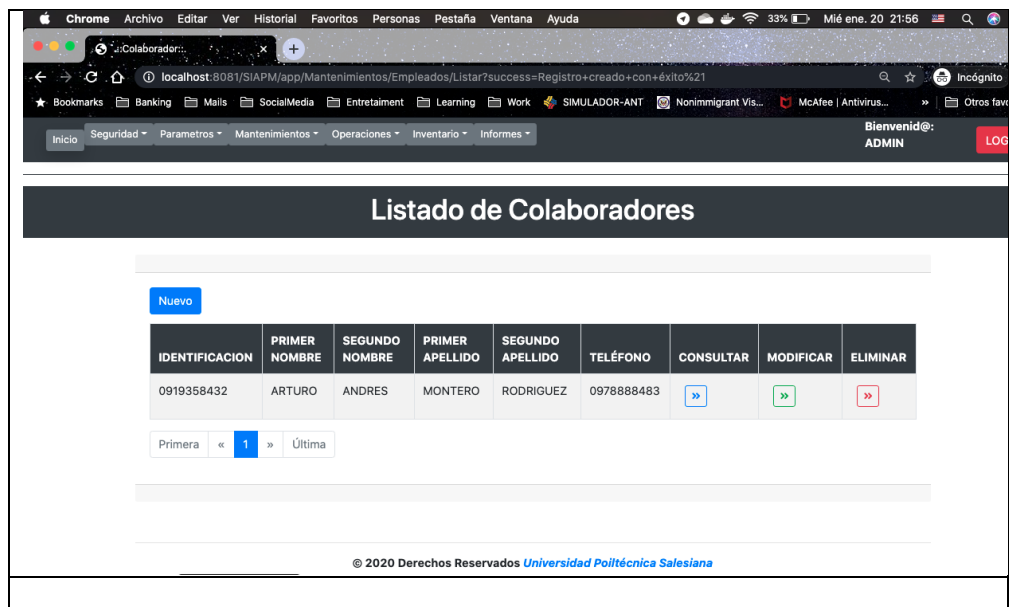 Chrome Archivo Editar Ver Historial Favoritos Personas Pestaña Ventana Ayuda 33% Mié ene. 20 21:56
.::Colaborador::. × +
localhost:8081/SIAPM/app/Mantenimientos/Empleados/Listar?success=Registro+creado+con+éxito%21 Incógnito
Bookmarks Banking Mails SocialMedia Entretaiment Learning Work SIMULADOR-ANT Nonimmigrant Vis... McAfee | Antivirus... » Otros favo
Inicio Seguridad Parametros Mantenimientos Operaciones Inventario Informes Bienvenid@: ADMIN LOG
Listado de Colaboradores
Nuevo
IDENTIFICACION PRIMER NOMBRE SEGUNDO NOMBRE PRIMER APELLIDO SEGUNDO APELLIDO TELÉFONO CONSULTAR MODIFICAR ELIMINAR
0919358432 ARTURO ANDRES MONTERO RODRIGUEZ 0978888483 » » »
Primera « 1 » Última
© 2020 Derechos Reservados Universidad Poiltécnica Salesiana